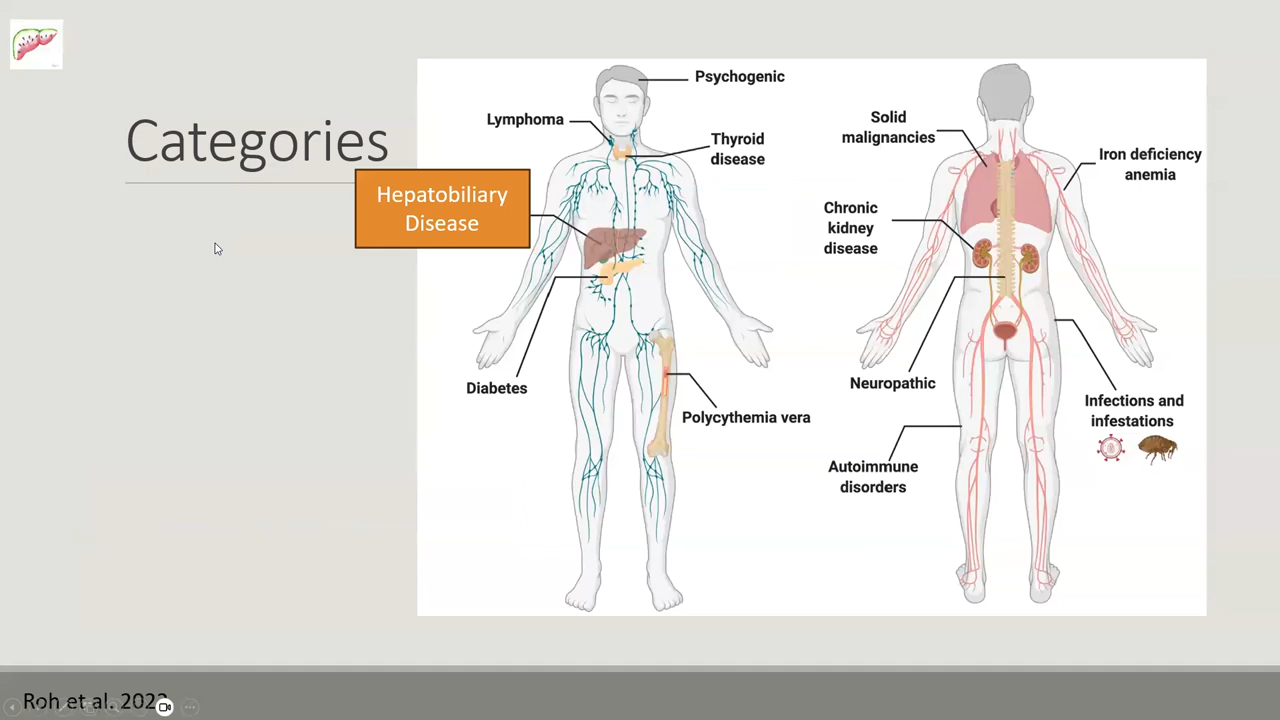 Categories
Hepatobiliary
Disease
Psychogenic
Lymphoma
Thyroid
disease
Diabetes
Polycythemia vera
Solid
malignancies
Iron deficiency
anemia
Chronic
kidney
disease
Neuropathic
Infections and
infestations
Autoimmune
disorders
Roh et al. 2022